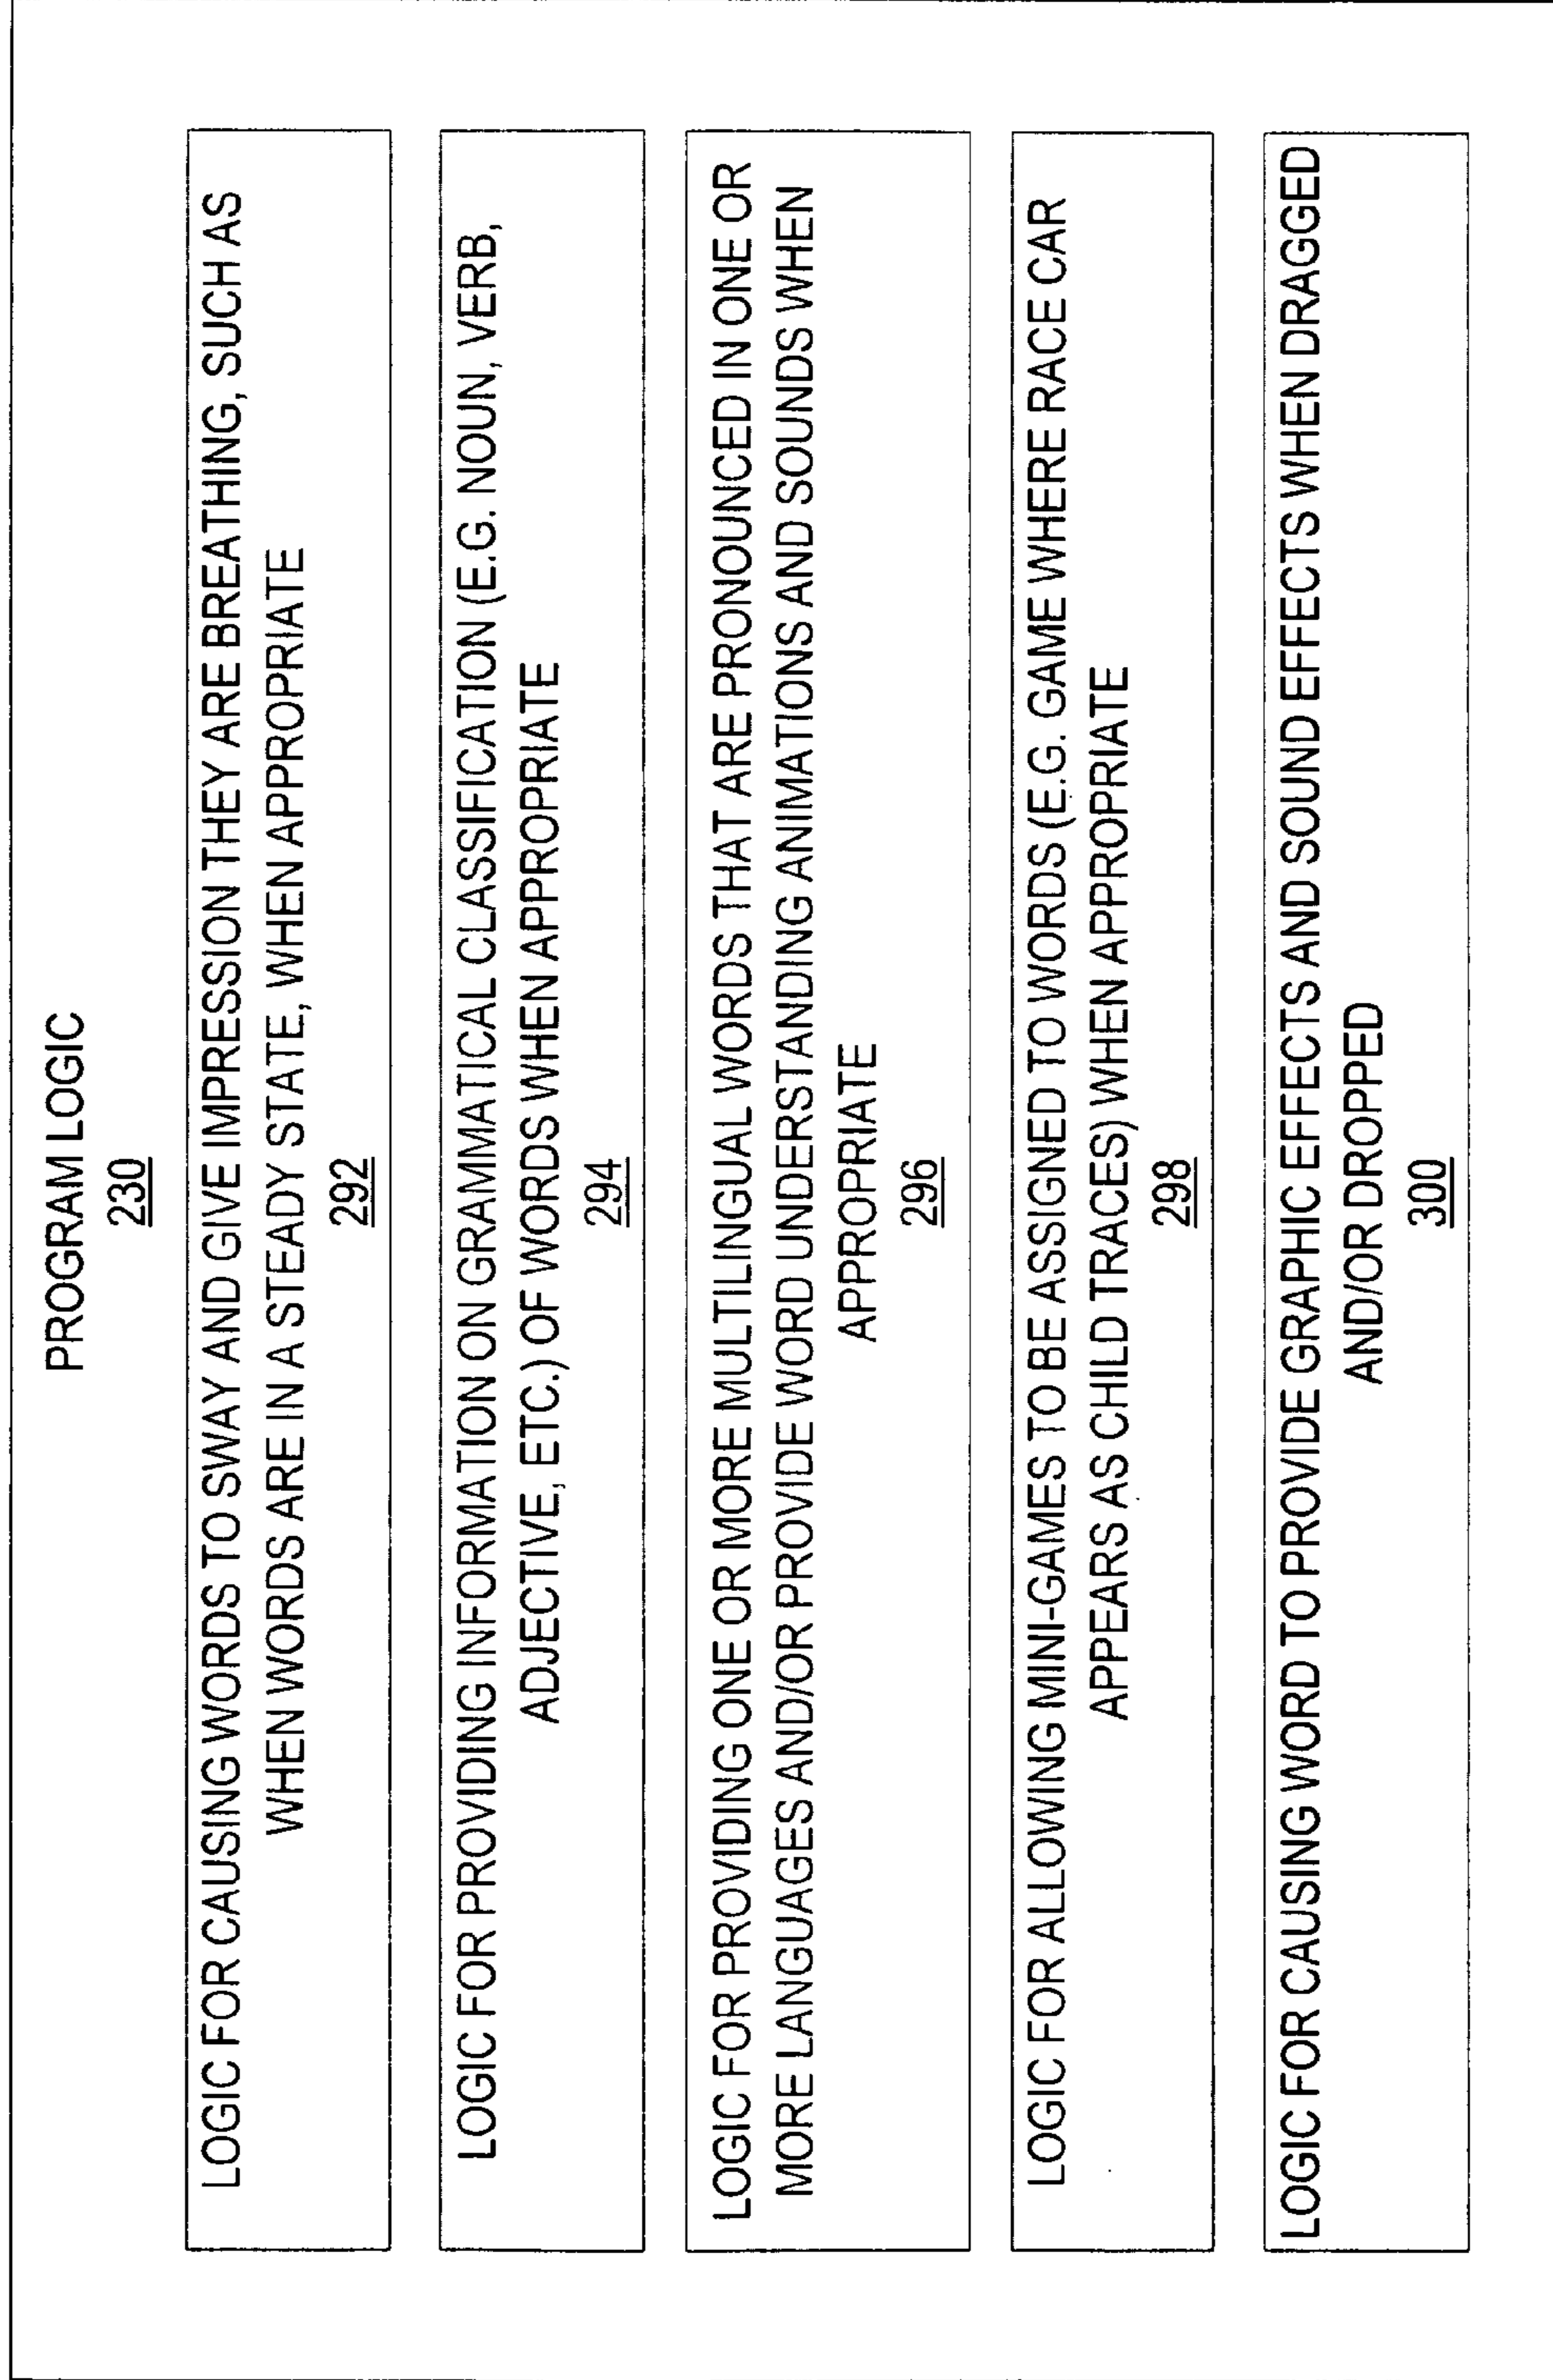 PROGRAM LOGIC
230
LOGIC FOR CAUSING WORDS TO SWAY AND GIVE IMPRESSION THEY ARE BREATHING, SUCH AS
WHEN WORDS ARE IN A STEADY STATE, WHEN APPROPRIATE
292
LOGIC FOR PROVIDING INFORMATION ON GRAMMATICAL CLASSIFICATION (E.G. NOUN, VERB,
ADJECTIVE, ETC.) OF WORDS WHEN APPROPRIATE
294
LOGIC FOR PROVIDING ONE OR MORE MULTILINGUAL WORDS THAT ARE PRONOUNCED IN ONE OR
MORE LANGUAGES AND/OR PROVIDE WORD UNDERSTANDING ANIMATIONS AND SOUNDS WHEN
APPROPRIATE
296
LOGIC FOR ALLOWING MINI-GAMES TO BE ASSIGNED TO WORDS (E.G. GAME WHERE RACE CAR
APPEARS AS CHILD TRACES) WHEN APPROPRIATE
298
LOGIC FOR CAUSING WORD TO PROVIDE GRAPHIC EFFECTS AND SOUND EFFECTS WHEN DRAGGED
AND/OR DROPPED
300